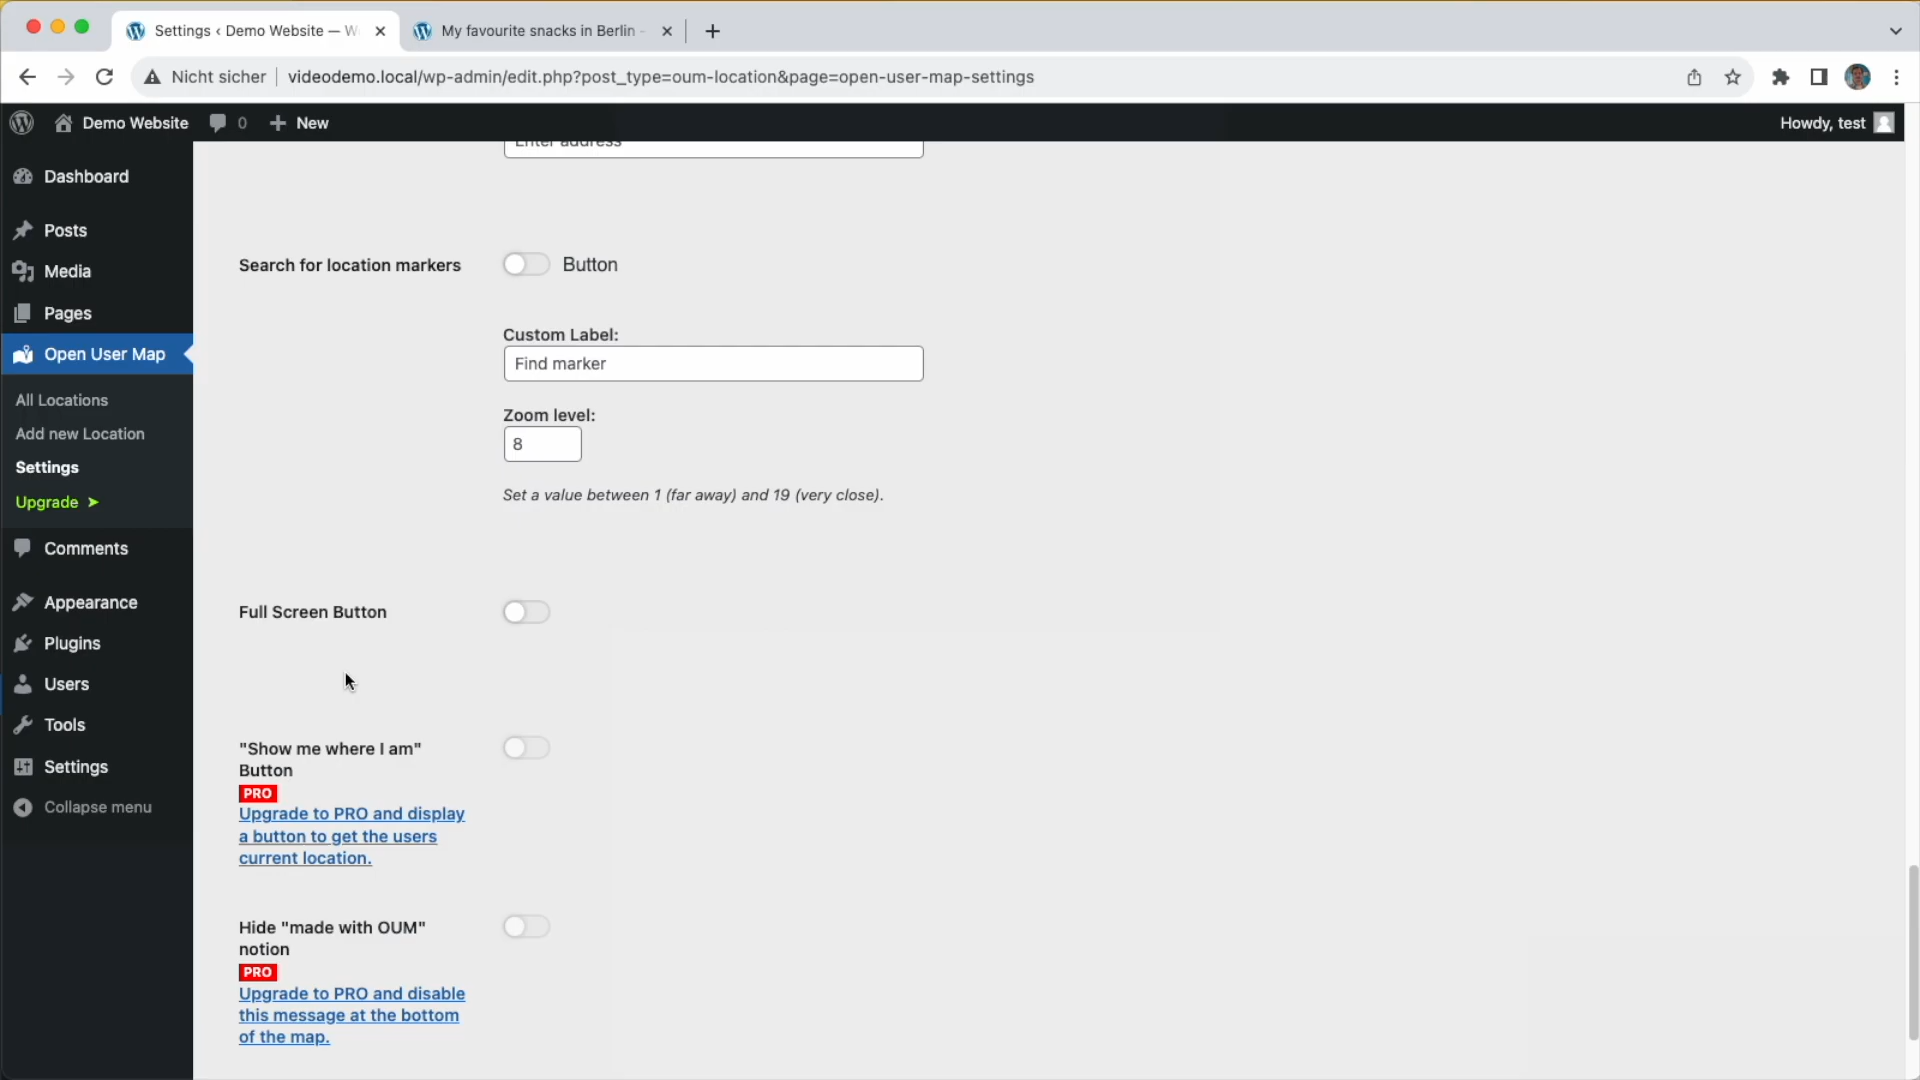 Settings ‹ Demo Website — W
My favourite snacks in Berlin -
Nicht sicher
videodemo.local/wp-admin/edit.php?post_type=oum-location&page=open-user-map-settings
Demo Website
0
New
Howdy, test
Dashboard
Posts
Media
Pages
Open User Map
All Locations
Add new Location
Settings
Upgrade ➤
Comments
Appearance
Plugins
Users
Tools
Settings
Collapse menu
Enter address
Search for location markers
Button
Custom Label:
Find marker
Zoom level:
8
Set a value between 1 (far away) and 19 (very close).
Full Screen Button
"Show me where I am"
Button
PRO
Upgrade to PRO and display
a button to get the users
current location.
Hide "made with OUM"
notion
PRO
Upgrade to PRO and disable
this message at the bottom
of the map.